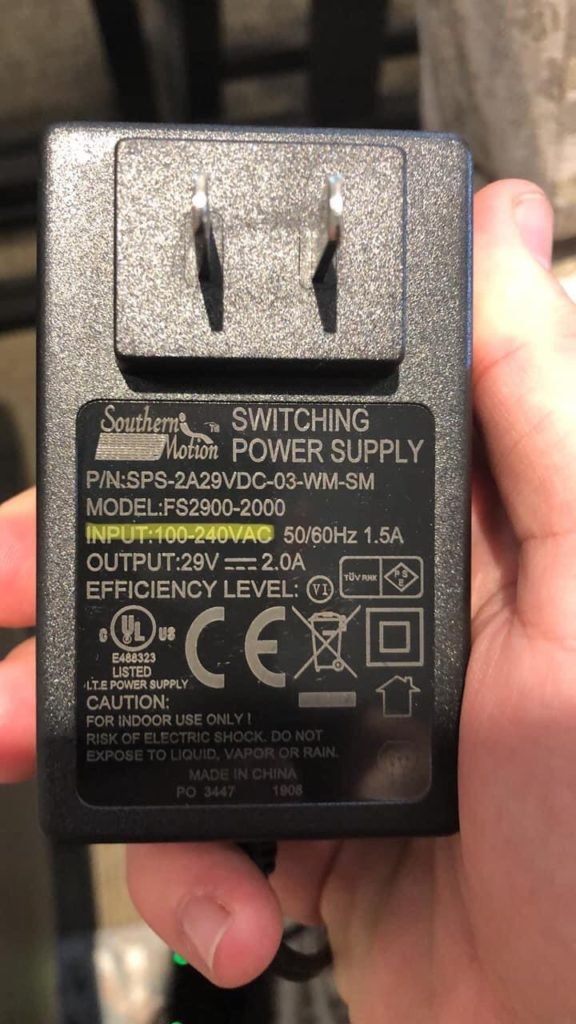 Southern Motion TM
SWITCHING
POWER SUPPLY
P/N:SPS-2A29VDC-03-WM-SM
MODEL:FS2900-2000
INPUT:100-240VAC 50/60Hz 1.5A
OUTPUT:29V⎓2.0A
EFFICIENCY LEVEL: VI
TÜV RHK PSE
C UL US
E488323
LISTED
I.T.E POWER SUPPLY
CE
CAUTION:
FOR INDOOR USE ONLY !
RISK OF ELECTRIC SHOCK. DO NOT
EXPOSE TO LIQUID, VAPOR OR RAIN.
MADE IN CHINA
PO 3447 1908